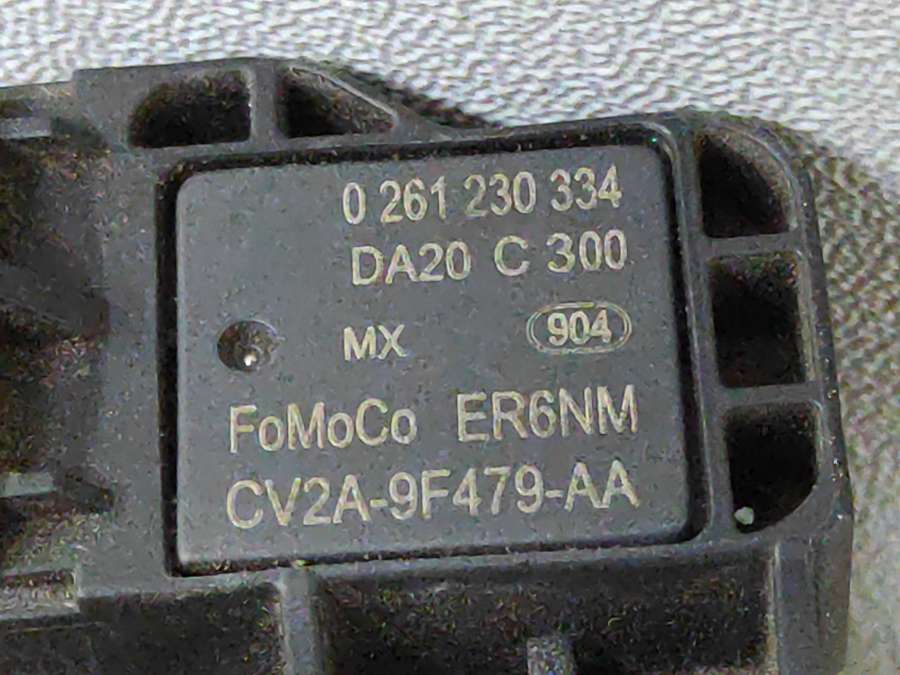 0 261 230 334
DA20 C 300
MX 904
FoMoCo ER6NM
CV2A-9F479-AA